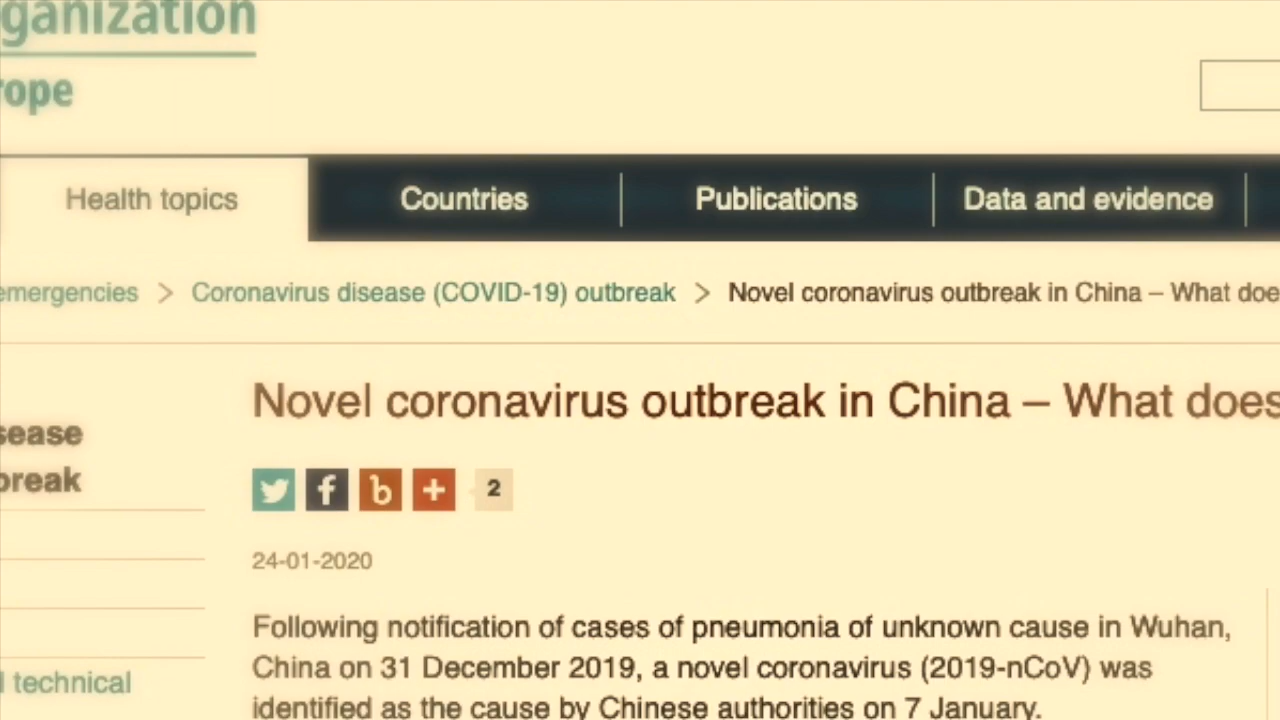 ganization
rope
Health topics
Countries
Publications
Data and evidence
emergencies > Coronavirus disease (COVID-19) outbreak > Novel coronavirus outbreak in China – What doe
sease
break
Novel coronavirus outbreak in China – What does
2
24-01-2020
Following notification of cases of pneumonia of unknown cause in Wuhan,
China on 31 December 2019, a novel coronavirus (2019-nCoV) was
identified as the cause by Chinese authorities on 7 January.
technical